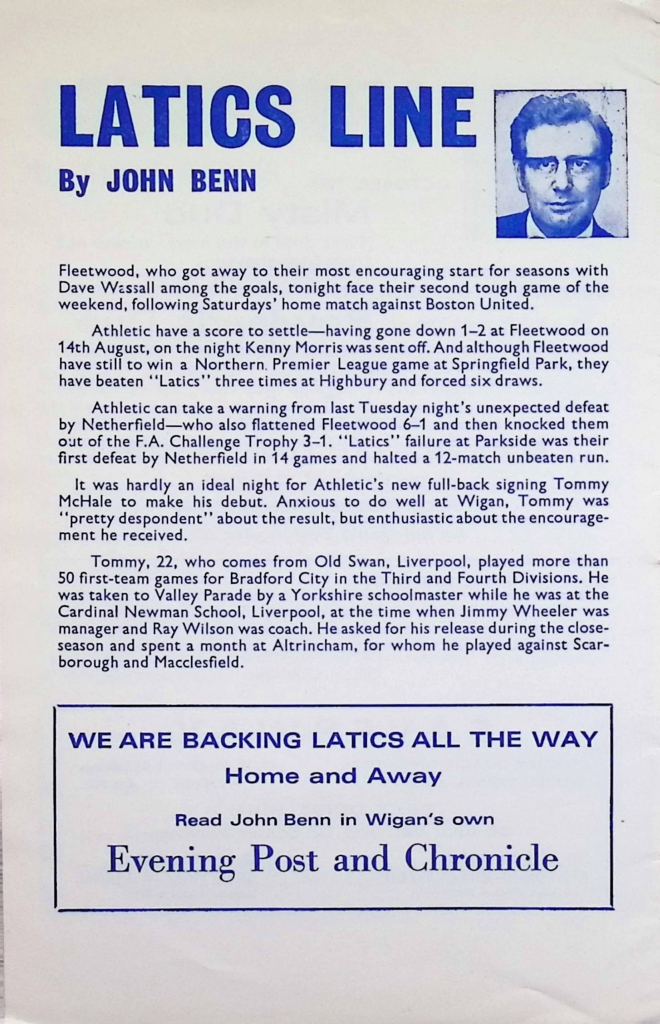 LATICS LINE
By JOHN BENN
Fleetwood, who got away to their most encouraging start for seasons with
Dave Wassall among the goals, tonight face their second tough game of the
weekend, following Saturdays' home match against Boston United.
Athletic have a score to settle—having gone down 1–2 at Fleetwood on
14th August, on the night Kenny Morris was sent off. And although Fleetwood
have still to win a Northern Premier League game at Springfield Park, they
have beaten "Latics" three times at Highbury and forced six draws.
Athletic can take a warning from last Tuesday night's unexpected defeat
by Netherfield—who also flattened Fleetwood 6–1 and then knocked them
out of the F.A. Challenge Trophy 3–1. "Latics" failure at Parkside was their
first defeat by Netherfield in 14 games and halted a 12-match unbeaten run.
It was hardly an ideal night for Athletic's new full-back signing Tommy
McHale to make his debut. Anxious to do well at Wigan, Tommy was
"pretty despondent" about the result, but enthusiastic about the encourage-
ment he received.
Tommy, 22, who comes from Old Swan, Liverpool, played more than
50 first-team games for Bradford City in the Third and Fourth Divisions. He
was taken to Valley Parade by a Yorkshire schoolmaster while he was at the
Cardinal Newman School, Liverpool, at the time when Jimmy Wheeler was
manager and Ray Wilson was coach. He asked for his release during the close-
season and spent a month at Altrincham, for whom he played against Scar-
borough and Macclesfield.
WE ARE BACKING LATICS ALL THE WAY
Home and Away
Read John Benn in Wigan's own
Evening Post and Chronicle